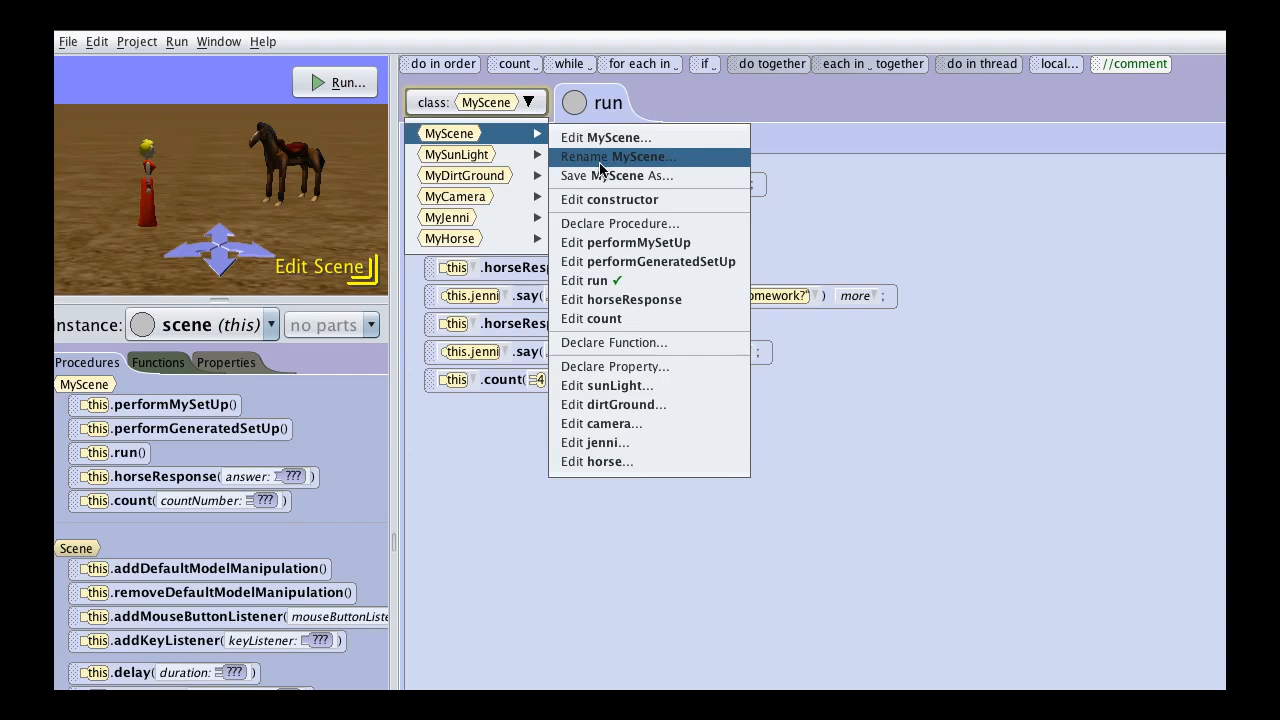 File Edit Project Run Window Help
do in order count _ while _ for each in _ if _ do together each in _ together do in thread local... //comment
Run...
class: MyScene run
MyScene
MySunLight
MyDirtGround
MyCamera
MyJenni
MyHorse
Edit MyScene...
Rename MyScene...
Save MyScene As...
Edit constructor
Declare Procedure...
Edit performMySetUp
Edit performGeneratedSetUp
Edit run ✓
Edit horseResponse
Edit count
Declare Function...
Declare Property...
Edit sunLight...
Edit dirtGround...
Edit camera...
Edit jenni...
Edit horse...
;
this .horseResp
this.jenni .say( omework?" ) more ;
this .horseResp
this.jenni .say( ;
this .count( 4
Edit Scene
nstance: scene (this) no parts
Procedures Functions Properties
MyScene
this .performMySetUp()
this .performGeneratedSetUp()
this .run()
this .horseResponse( answer: ??? )
this .count( countNumber: ??? )
Scene
this .addDefaultModelManipulation()
this .removeDefaultModelManipulation()
this .addMouseButtonListener( mouseButtonListe
this .addKeyListener( keyListener: ??? )
this .delay( duration: ??? )